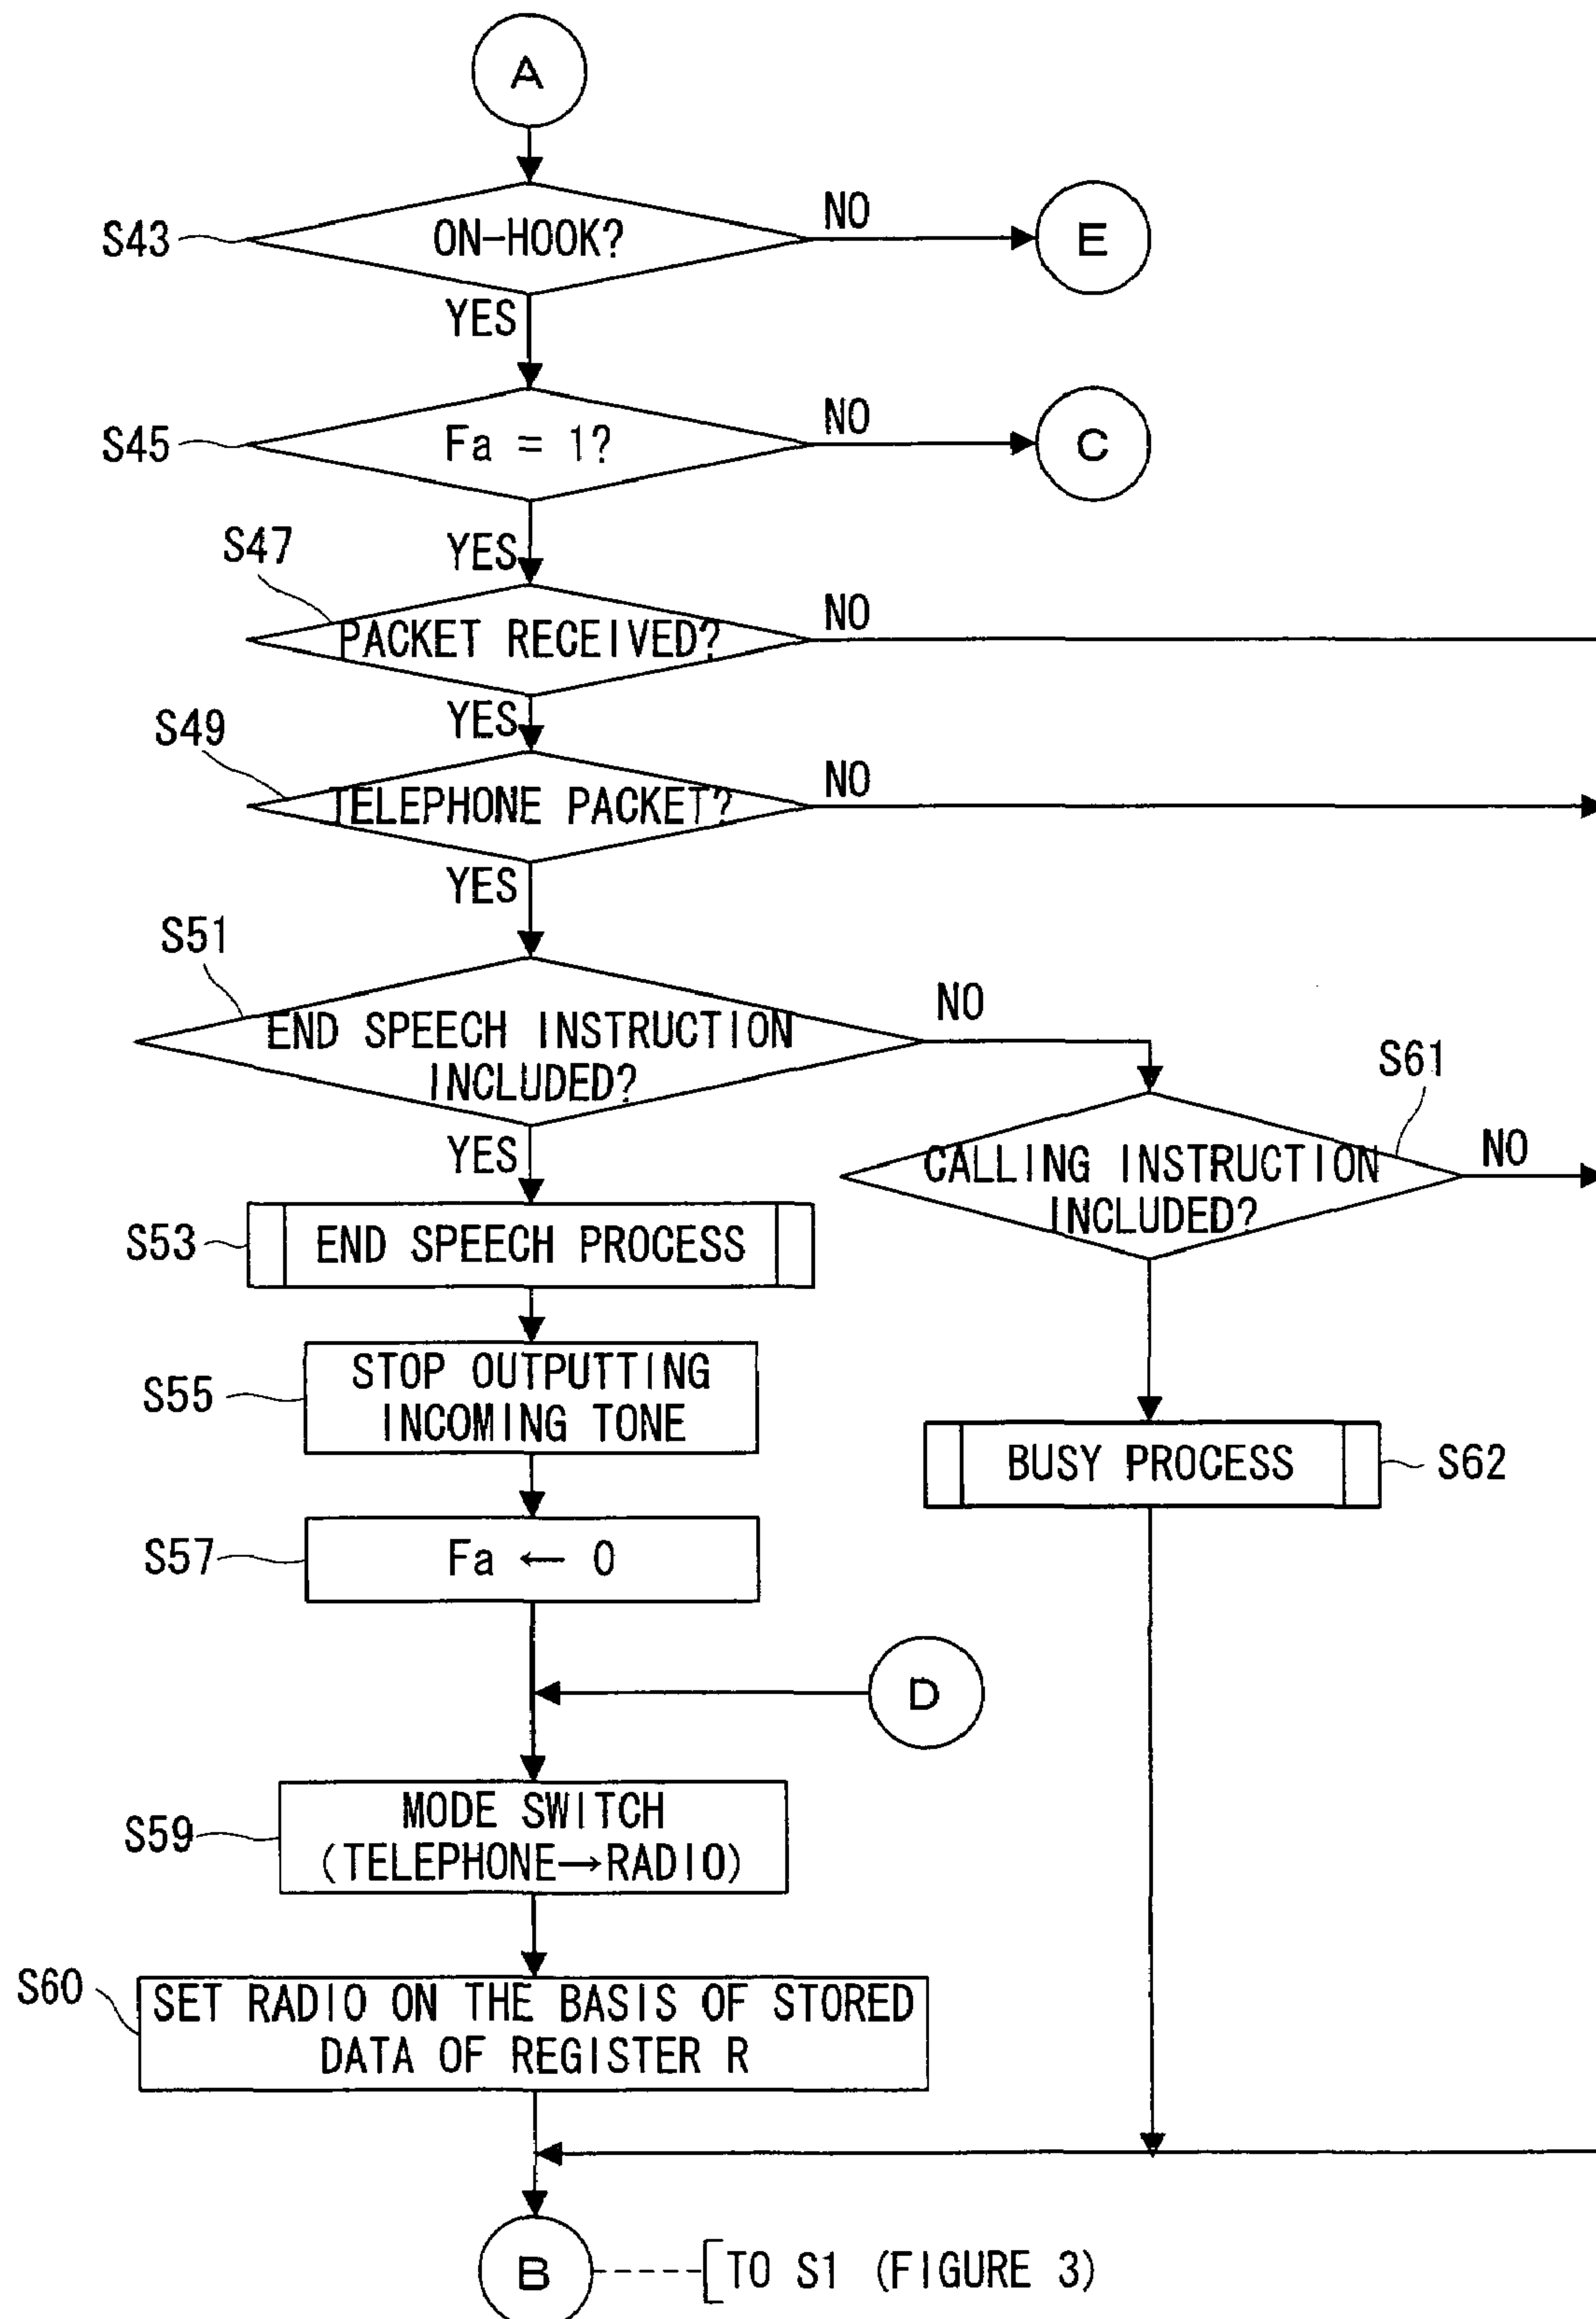 A
S43
ON-HOOK?
NO
E
YES
S45
Fa = 1?
NO
C
YES
S47
PACKET RECEIVED?
NO
YES
S49
TELEPHONE PACKET?
NO
YES
S51
END SPEECH INSTRUCTION
INCLUDED?
NO
YES
S61
CALLING INSTRUCTION
INCLUDED?
NO
S53
END SPEECH PROCESS
S55
STOP OUTPUTTING
INCOMING TONE
BUSY PROCESS
S62
S57
Fa ← 0
D
S59
MODE SWITCH
(TELEPHONE→RADIO)
S60
SET RADIO ON THE BASIS OF STORED
DATA OF REGISTER R
B
TO S1 (FIGURE 3)